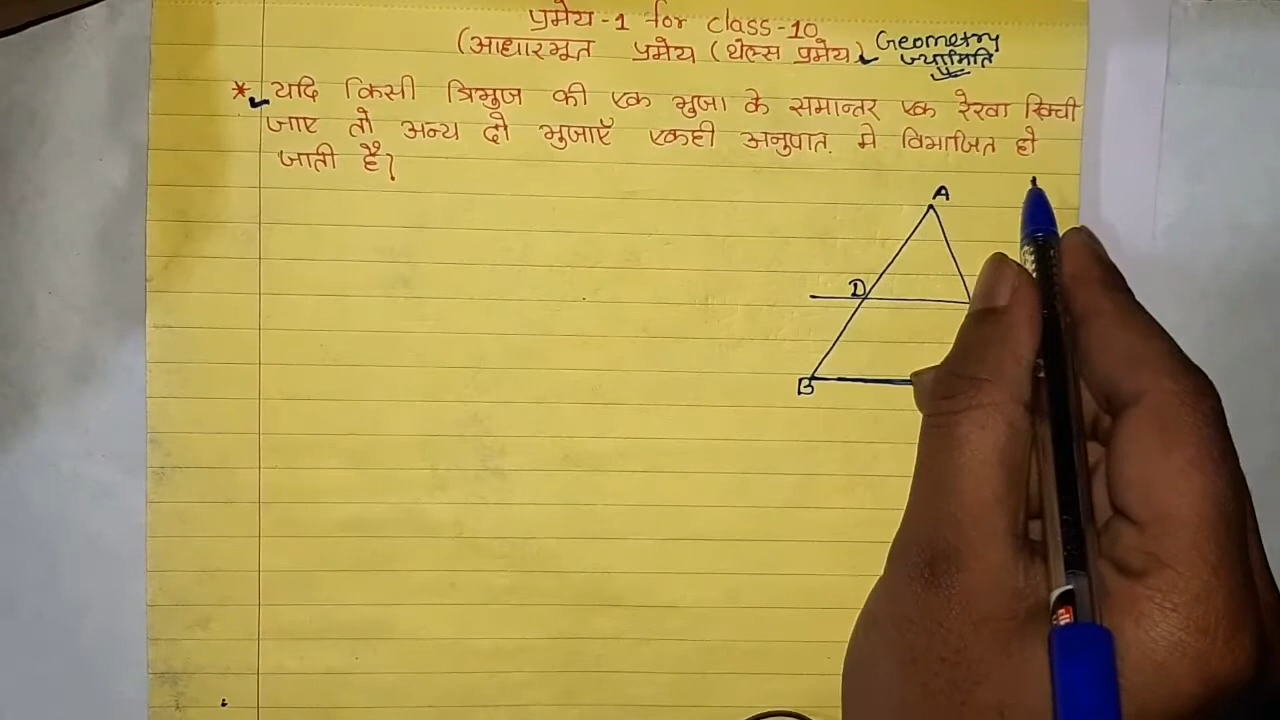 प्रमेय-1 for class-10
(आधारभूत प्रमेय (थेल्स प्रमेय) Geometry
ज्यामिति
* यदि किसी त्रिभुज की एक भुजा के समान्तर एक रेखा खिंची
जाए तो अन्य दो भुजाएँ एकही अनुपात में विभाजित हो
जाती है।
A
D
B